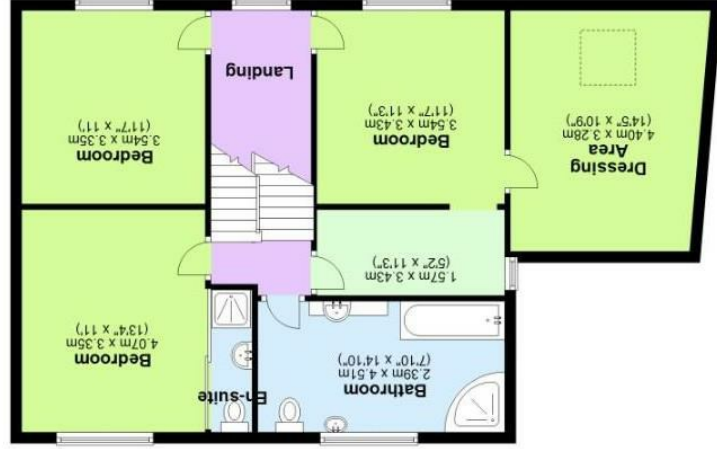 Bathroom
2.39m x 4.51m
(7'10" x 14'10")
En-suite
Bedroom
4.07m x 3.35m
(13'4" x 11')
1.57m x 3.43m
(5'2" x 11'3")
Dressing
Area
4.40m x 3.28m
(14'5" x 10'9")
Bedroom
3.54m x 3.43m
(11'7" x 11'3")
Landing
Bedroom
3.54m x 3.35m
(11'7" x 11')